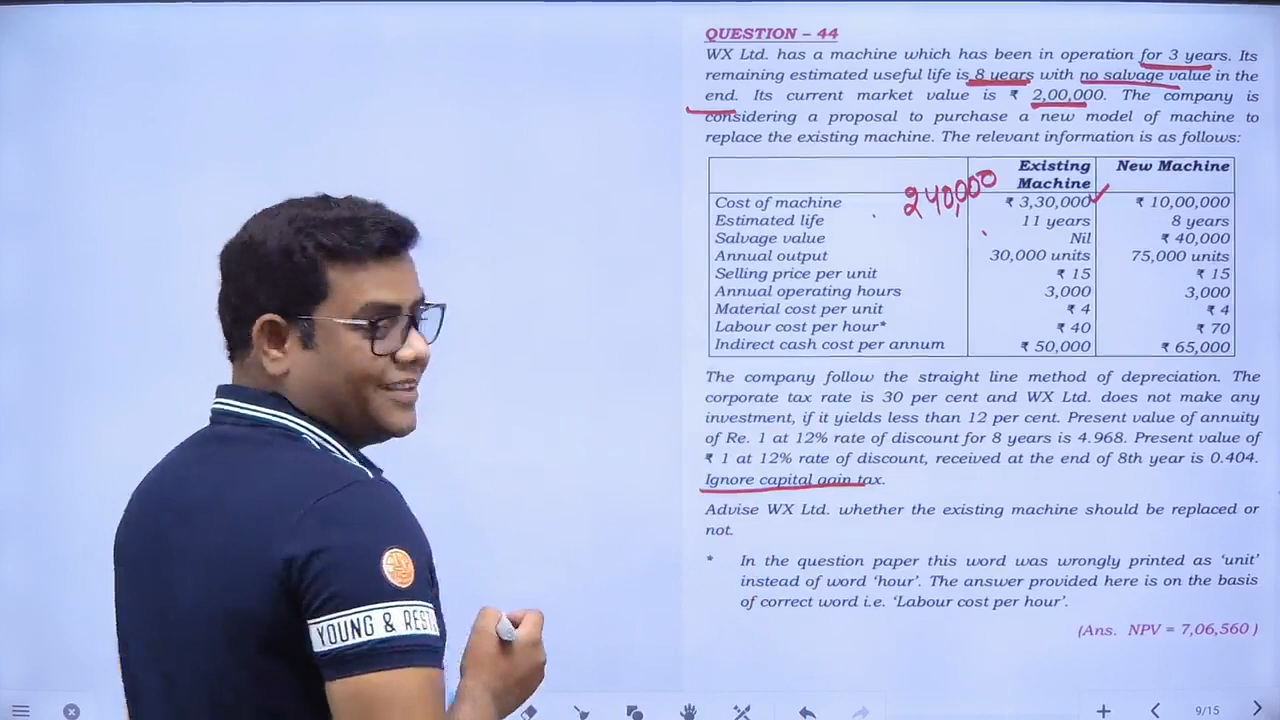 QUESTION – 44
WX Ltd. has a machine which has been in operation for 3 years. Its
remaining estimated useful life is 8 years with no salvage value in the
end. Its current market value is ₹ 2,00,000. The company is
considering a proposal to purchase a new model of machine to
replace the existing machine. The relevant information is as follows:
Existing Machine New Machine
240,000
Cost of machine ₹ 3,30,000 ₹ 10,00,000
Estimated life 11 years 8 years
Salvage value Nil ₹ 40,000
Annual output 30,000 units 75,000 units
Selling price per unit ₹ 15 ₹ 15
Annual operating hours 3,000 3,000
Material cost per unit ₹ 4 ₹ 4
Labour cost per hour* ₹ 40 ₹ 70
Indirect cash cost per annum ₹ 50,000 ₹ 65,000
The company follow the straight line method of depreciation. The
corporate tax rate is 30 per cent and WX Ltd. does not make any
investment, if it yields less than 12 per cent. Present value of annuity
of Re. 1 at 12% rate of discount for 8 years is 4.968. Present value of
₹ 1 at 12% rate of discount, received at the end of 8th year is 0.404.
Ignore capital gain tax.
Advise WX Ltd. whether the existing machine should be replaced or
not.
* In the question paper this word was wrongly printed as ‘unit’
instead of word ‘hour’. The answer provided here is on the basis
of correct word i.e. ‘Labour cost per hour’.
(Ans. NPV = 7,06,560 )
YOUNG & REST
9/15